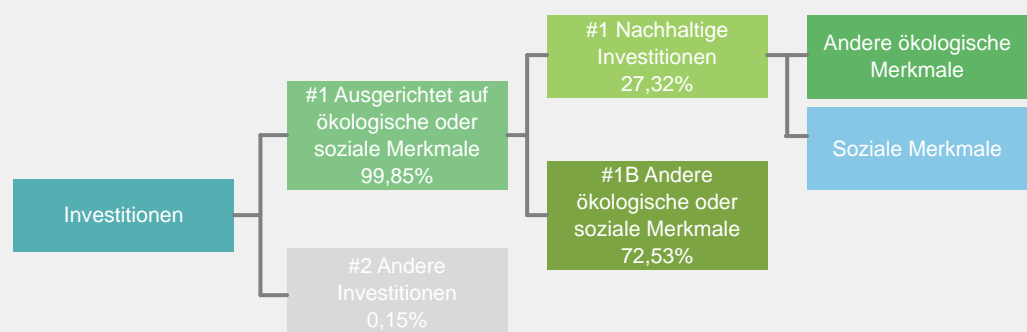 Investitionen
#1 Ausgerichtet auf
ökologische oder
soziale Merkmale
99,85%
#2 Andere
Investitionen
0,15%
#1 Nachhaltige
Investitionen
27,32%
#1B Andere
ökologische oder
soziale Merkmale
72,53%
Andere ökologische
Merkmale
Soziale Merkmale